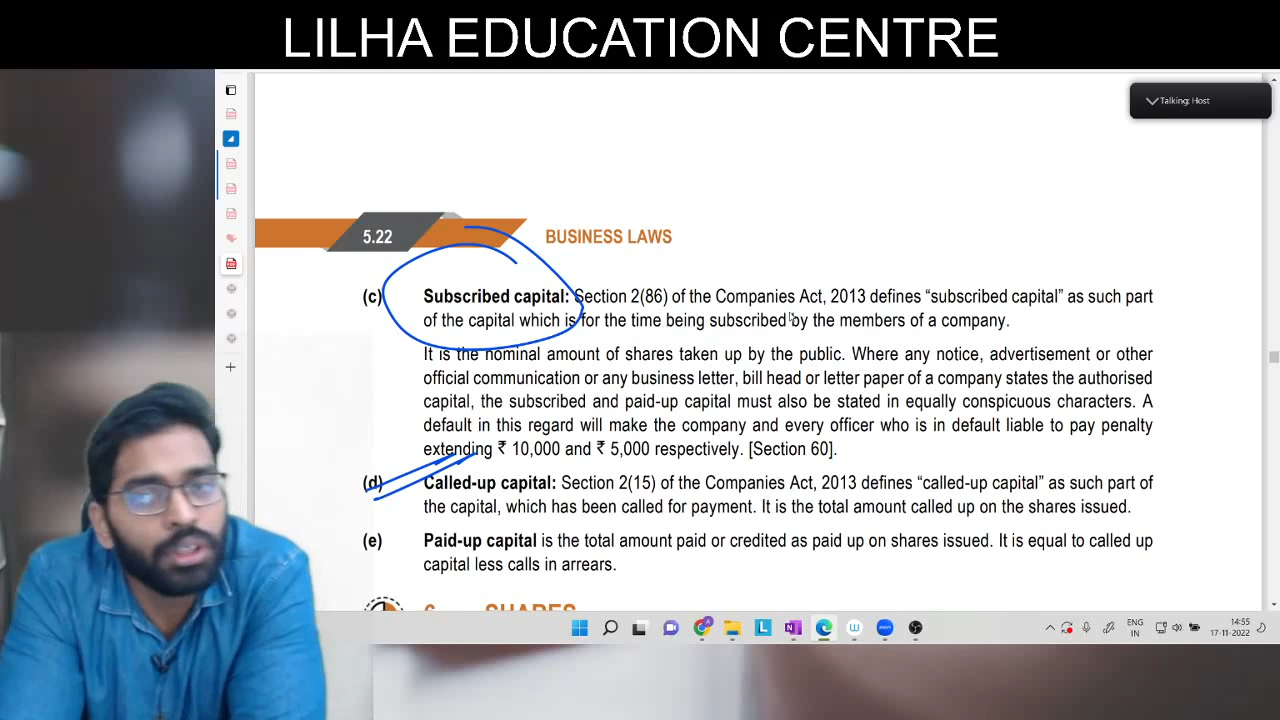 LILHA EDUCATION CENTRE
Talking: Host
5.22
BUSINESS LAWS
(c) Subscribed capital: Section 2(86) of the Companies Act, 2013 defines “subscribed capital” as such part
of the capital which is for the time being subscribed by the members of a company.
It is the nominal amount of shares taken up by the public. Where any notice, advertisement or other
official communication or any business letter, bill head or letter paper of a company states the authorised
capital, the subscribed and paid-up capital must also be stated in equally conspicuous characters. A
default in this regard will make the company and every officer who is in default liable to pay penalty
extending ₹ 10,000 and ₹ 5,000 respectively. [Section 60].
(d) Called-up capital: Section 2(15) of the Companies Act, 2013 defines “called-up capital” as such part of
the capital, which has been called for payment. It is the total amount called up on the shares issued.
(e) Paid-up capital is the total amount paid or credited as paid up on shares issued. It is equal to called up
capital less calls in arrears.
6. SHARES
ENG
IN
14:55
17-11-2022